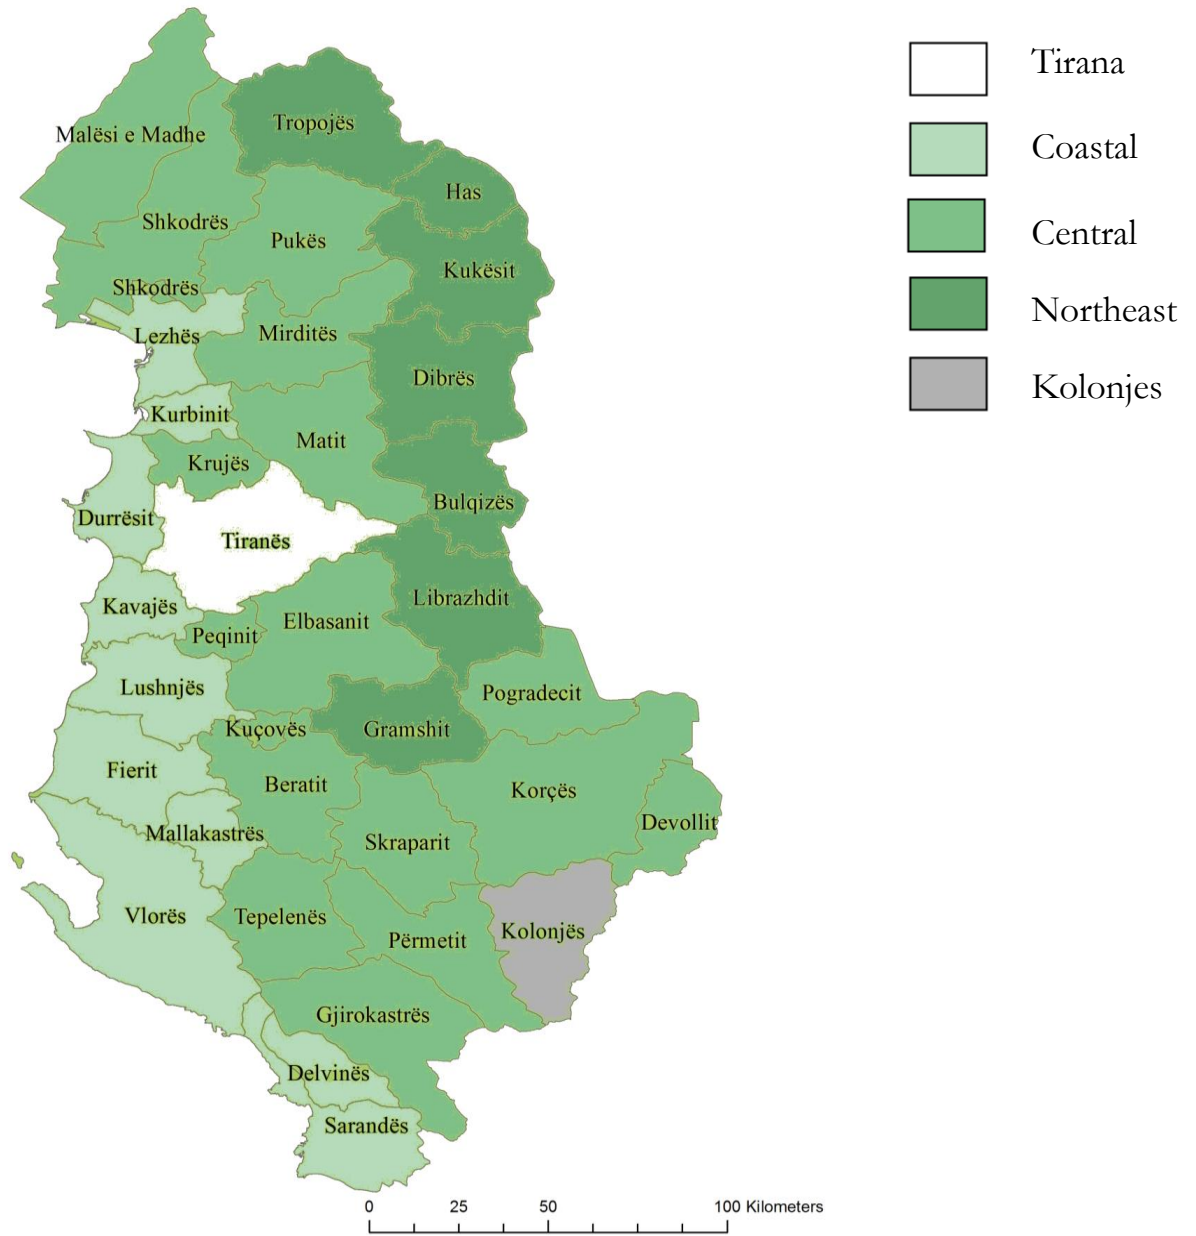 Tirana
Coastal
Central
Northeast
Kolonjes
Tropojës
Malësi e Madhe
Has
Shkodrës
Pukës
Kukësit
Shkodrës
Lezhës
Mirditës
Dibrës
Kurbinit
Matit
Krujës
Bulqizës
Durrësit
Tiranës
Librazhdit
Kavajës
Elbasanit
Peqinit
Lushnjës
Pogradecit
Kuçovës
Gramshit
Fierit
Beratit
Korçës
Devollit
Mallakastrës
Skraparit
Vlorës
Tepelenës
Kolonjës
Përmetit
Gjirokastrës
Delvinës
Sarandës
0 25 50 100 Kilometers